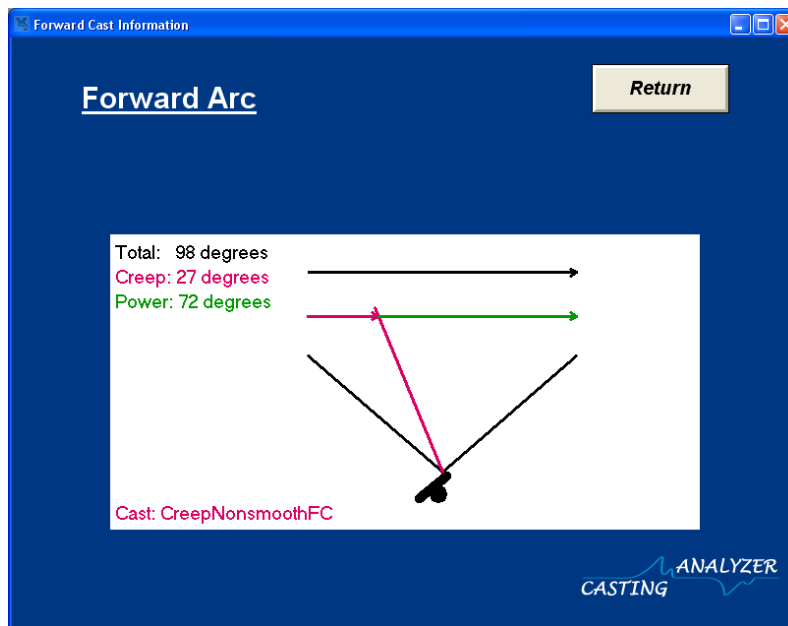 Forward Cast Information
Forward Arc
Return
Total: 98 degrees
Creep: 27 degrees
Power: 72 degrees
Cast: CreepNonsmoothFC
CASTING ANALYZER